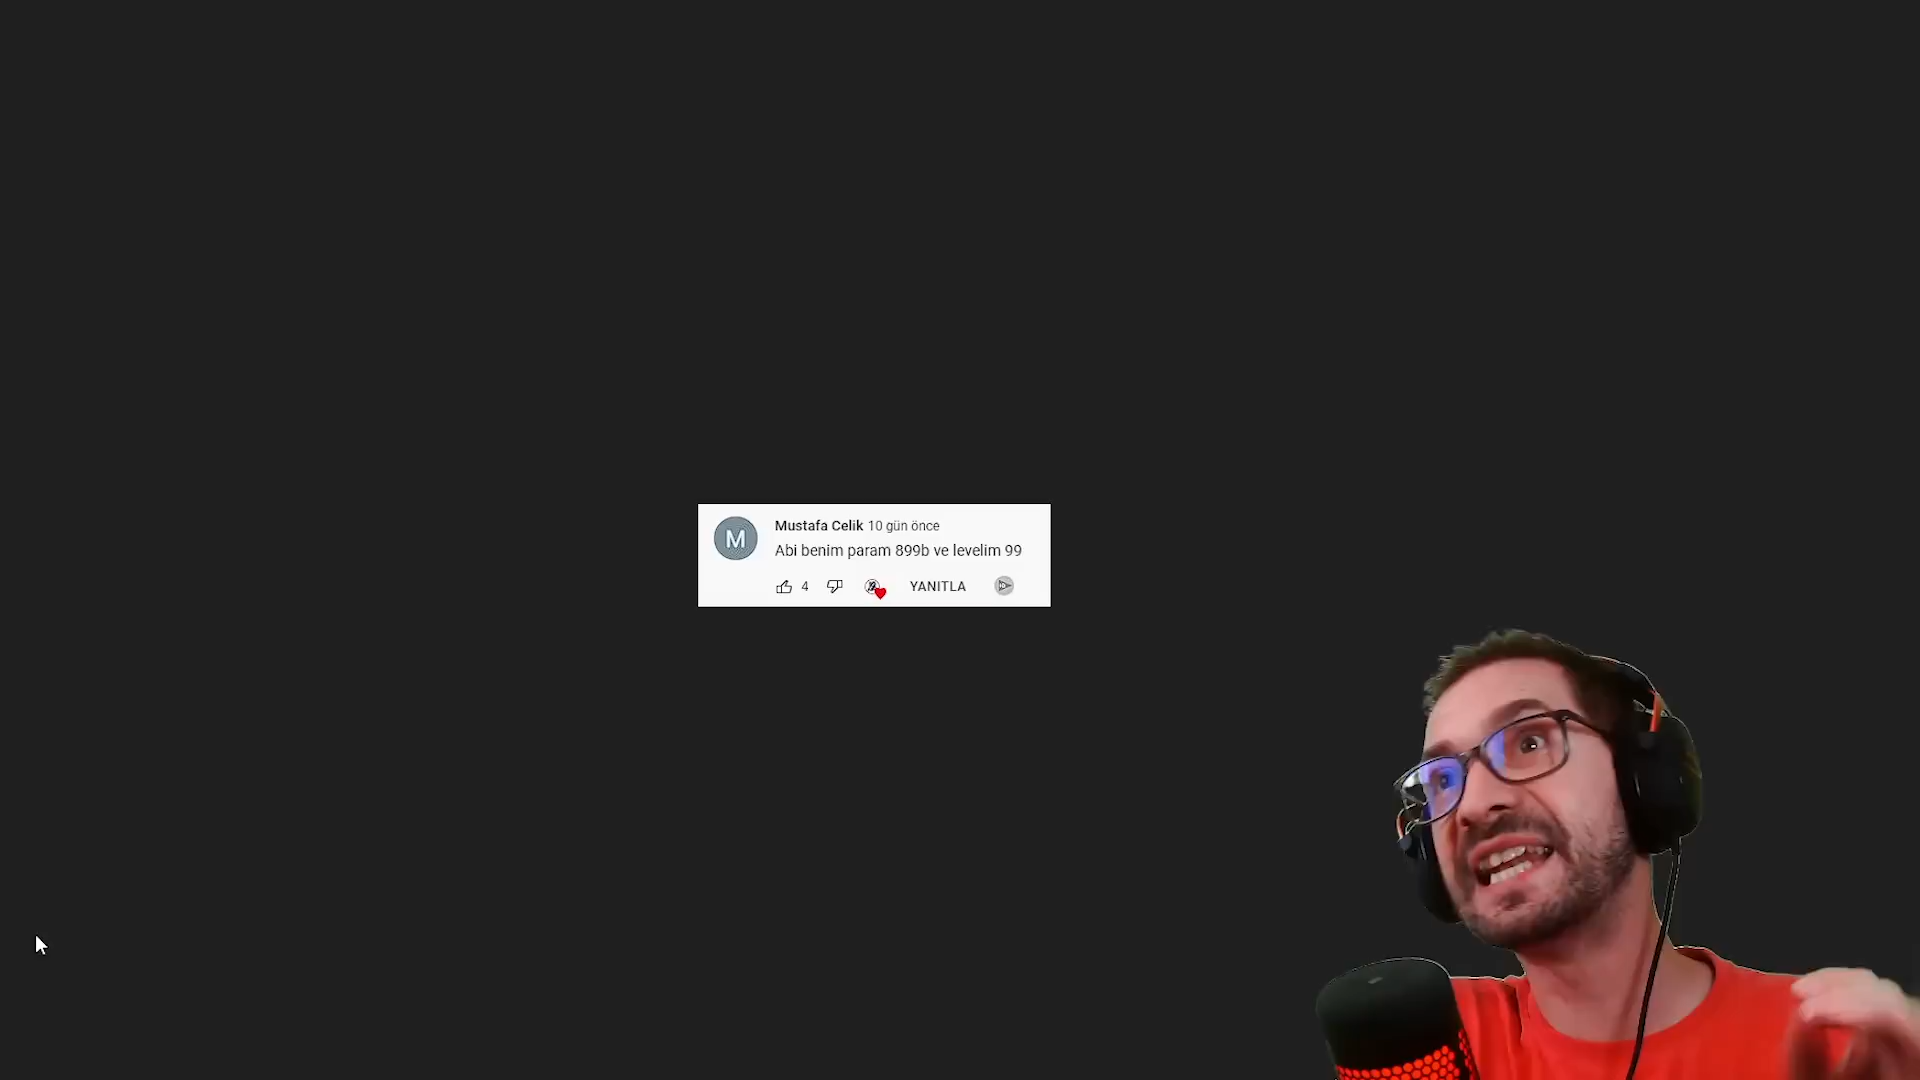 M
Mustafa Celik 10 gün önce
Abi benim param 899b ve levelim 99
4 YANITLA